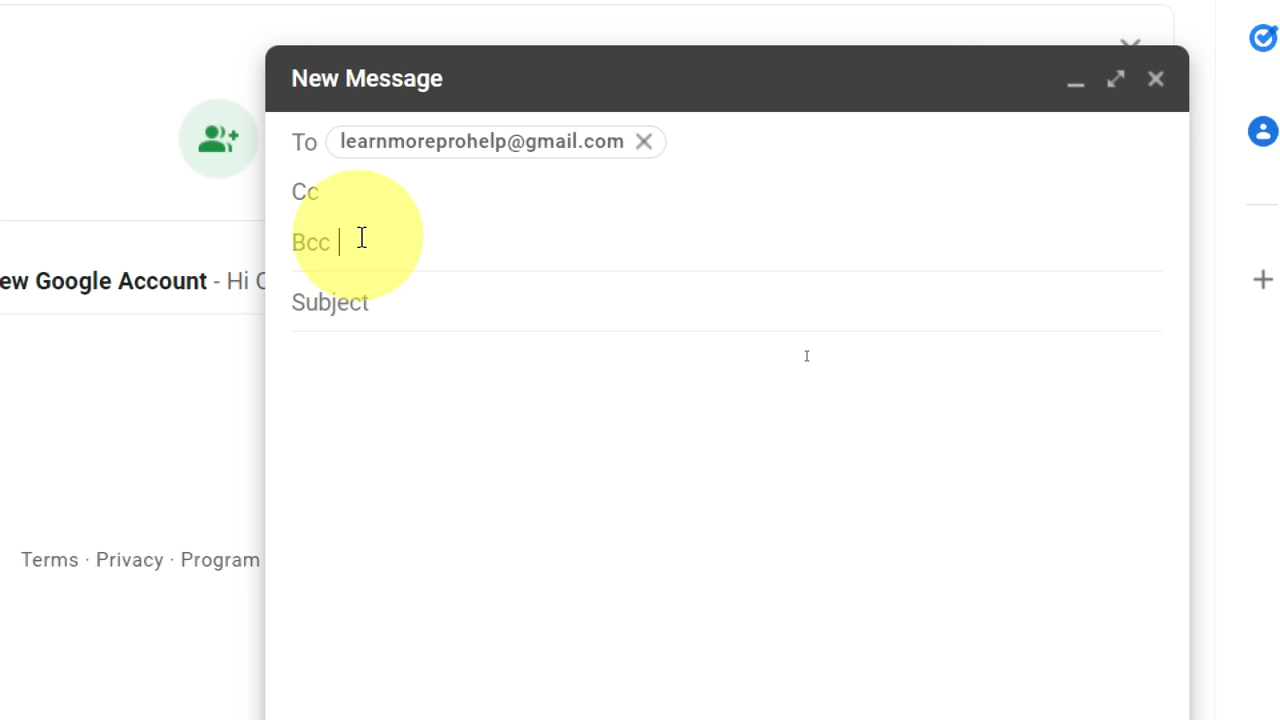 New Message
To learnmoreprohelp@gmail.com
Cc
Bcc
ew Google Account - Hi C
Subject
Terms · Privacy · Program